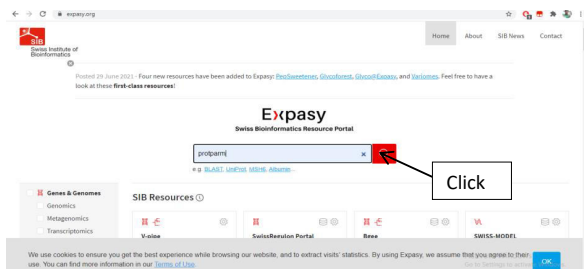 expasy.org
SIB
Swiss Institute of
Bioinformatics
Home About SIB News Contact
Posted 29 June 2021 - Four new resources have been added to Expasy: PepSweetener, Glycoforest, Glyco@Expasy, and Variomes. Feel free to have a
look at these first-class resources!
Expasy
Swiss Bioinformatics Resource Portal
protparm
e.g. BLAST, UniProt, MSH6, Albumin...
Click
Genes & Genomes
Genomics
Metagenomics
Transcriptomics
SIB Resources
V-pipe
SwissRegulon Portal
Bgee
SWISS-MODEL
We use cookies to ensure you get the best experience while browsing our website, and to extract visits' statistics. By using Expasy, we assume that you agree to their
use. You can find more information in our Terms of Use.
OK